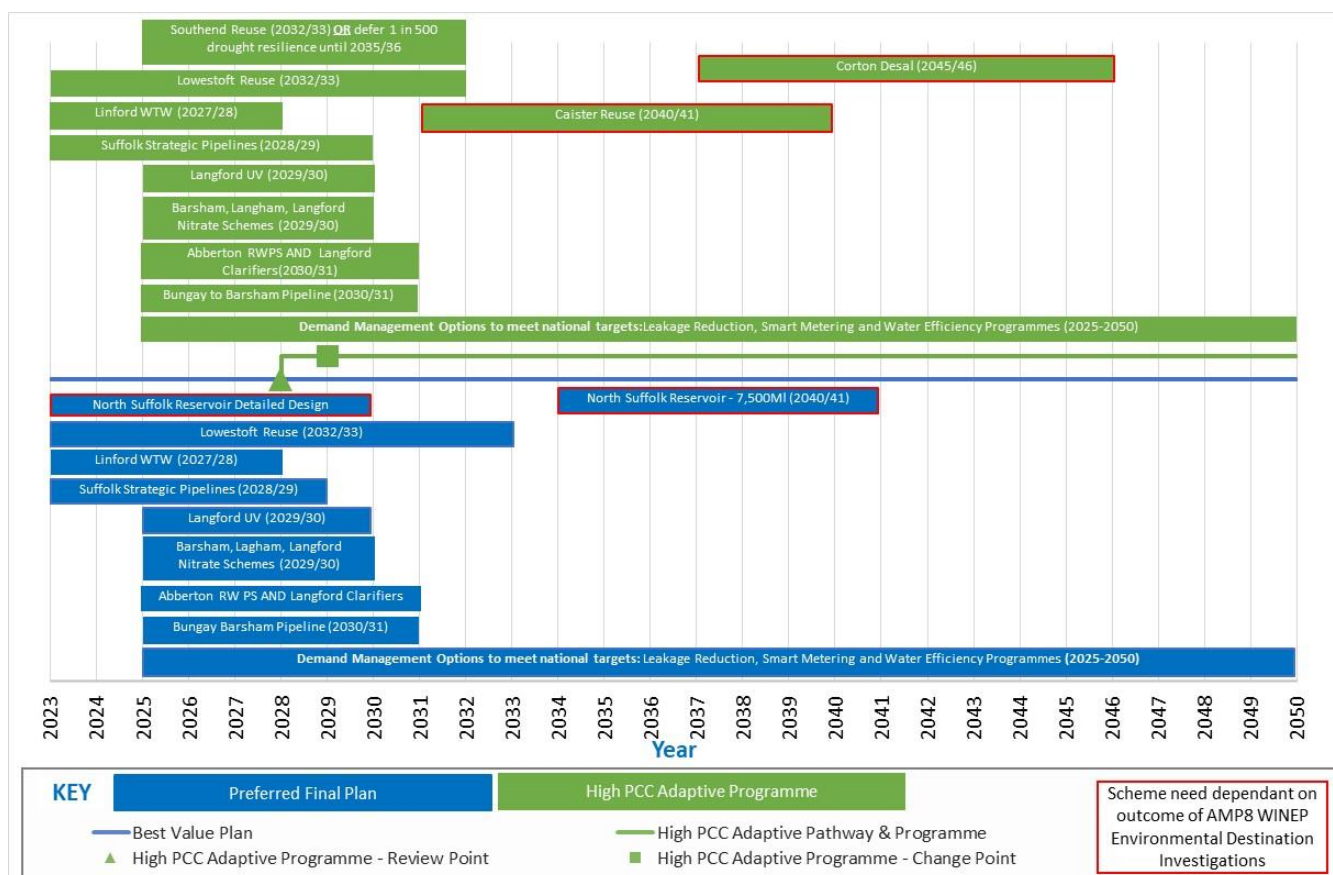 Southend Reuse (2032/33) OR defer 1 in 500
drought resilience until 2035/36
Corton Desal (2045/46)
Lowestoft Reuse (2032/33)
Linford WTW (2027/28)
Caister Reuse (2040/41)
Suffolk Strategic Pipelines (2028/29)
Langford UV (2029/30)
Barsham, Langham, Langford
Nitrate Schemes (2029/30)
Abberton RWPS AND Langford
Clarifiers(2030/31)
Bungay to Barsham Pipeline (2030/31)
Demand Management Options to meet national targets:Leakage Reduction, Smart Metering and Water Efficiency Programmes (2025-2050)
North Suffolk Reservoir Detailed Design
North Suffolk Reservoir - 7,500Ml (2040/41)
Lowestoft Reuse (2032/33)
Linford WTW (2027/28)
Suffolk Strategic Pipelines (2028/29)
Langford UV (2029/30)
Barsham, Lagham, Langford
Nitrate Schemes (2029/30)
Abberton RW PS AND Langford Clarifiers
Bungay Barsham Pipeline (2030/31)
Demand Management Options to meet national targets: Leakage Reduction, Smart Metering and Water Efficiency Programmes (2025-2050)
2023 2024 2025 2026 2027 2028 2029 2030 2031 2032 2033 2034 2035 2036 2037 2038 2039 2040 2041 2042 2043 2044 2045 2046 2047 2048 2049 2050
Year
KEY
Preferred Final Plan
High PCC Adaptive Programme
Best Value Plan
High PCC Adaptive Pathway & Programme
High PCC Adaptive Programme - Review Point
High PCC Adaptive Programme - Change Point
Scheme need dependant on
outcome of AMP8 WINEP
Environmental Destination
Investigations